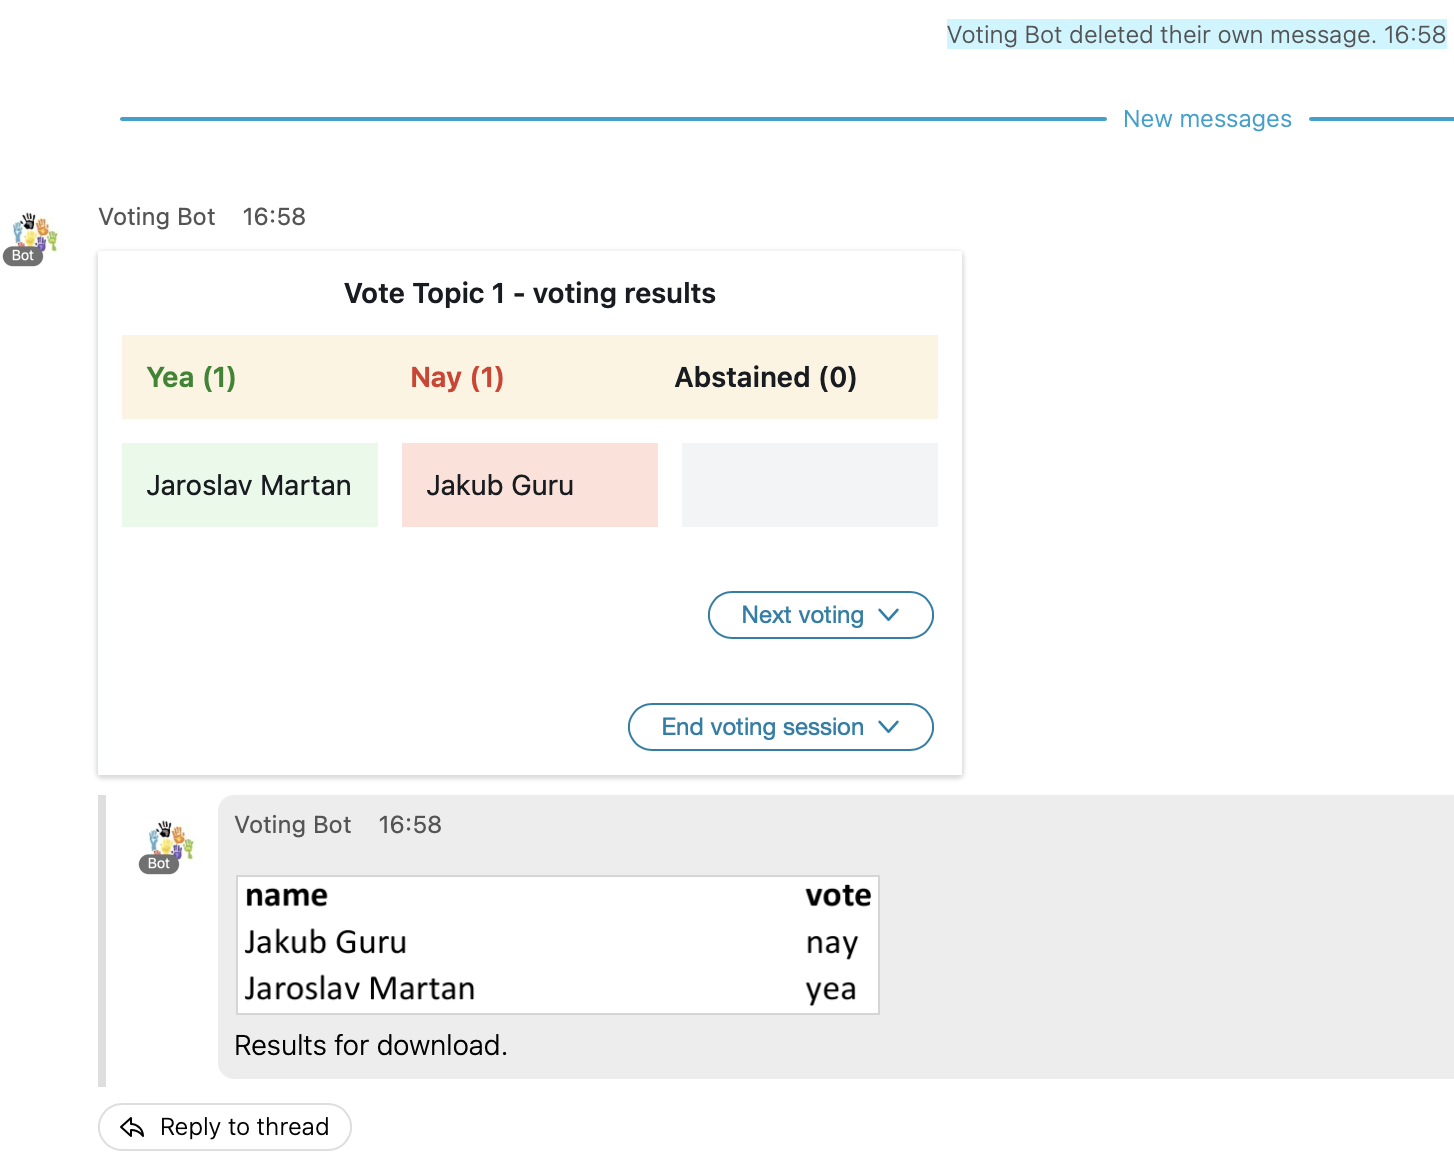 Voting Bot deleted their own message. 16:58
New messages
Voting Bot 16:58
Bot
Vote Topic 1 - voting results
Yea (1) Nay (1) Abstained (0)
Jaroslav Martan Jakub Guru
Next voting
End voting session
Voting Bot 16:58
Bot
name vote
Jakub Guru nay
Jaroslav Martan yea
Results for download.
Reply to thread